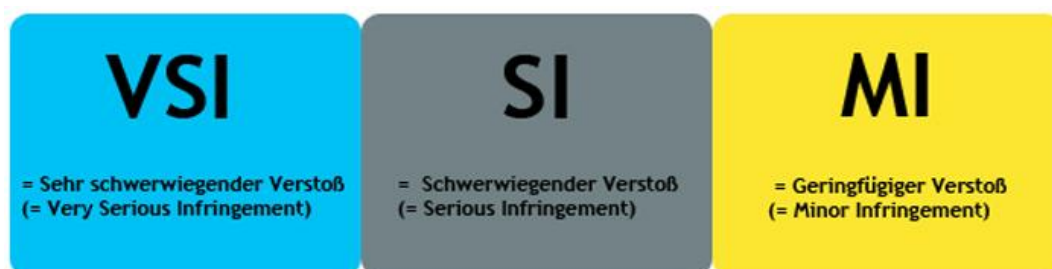 VSI
= Sehr schwerwiegender Verstoß
(= Very Serious Infringement)
SI
= Schwerwiegender Verstoß
(= Serious Infringement)
MI
= Geringfügiger Verstoß
(= Minor Infringement)